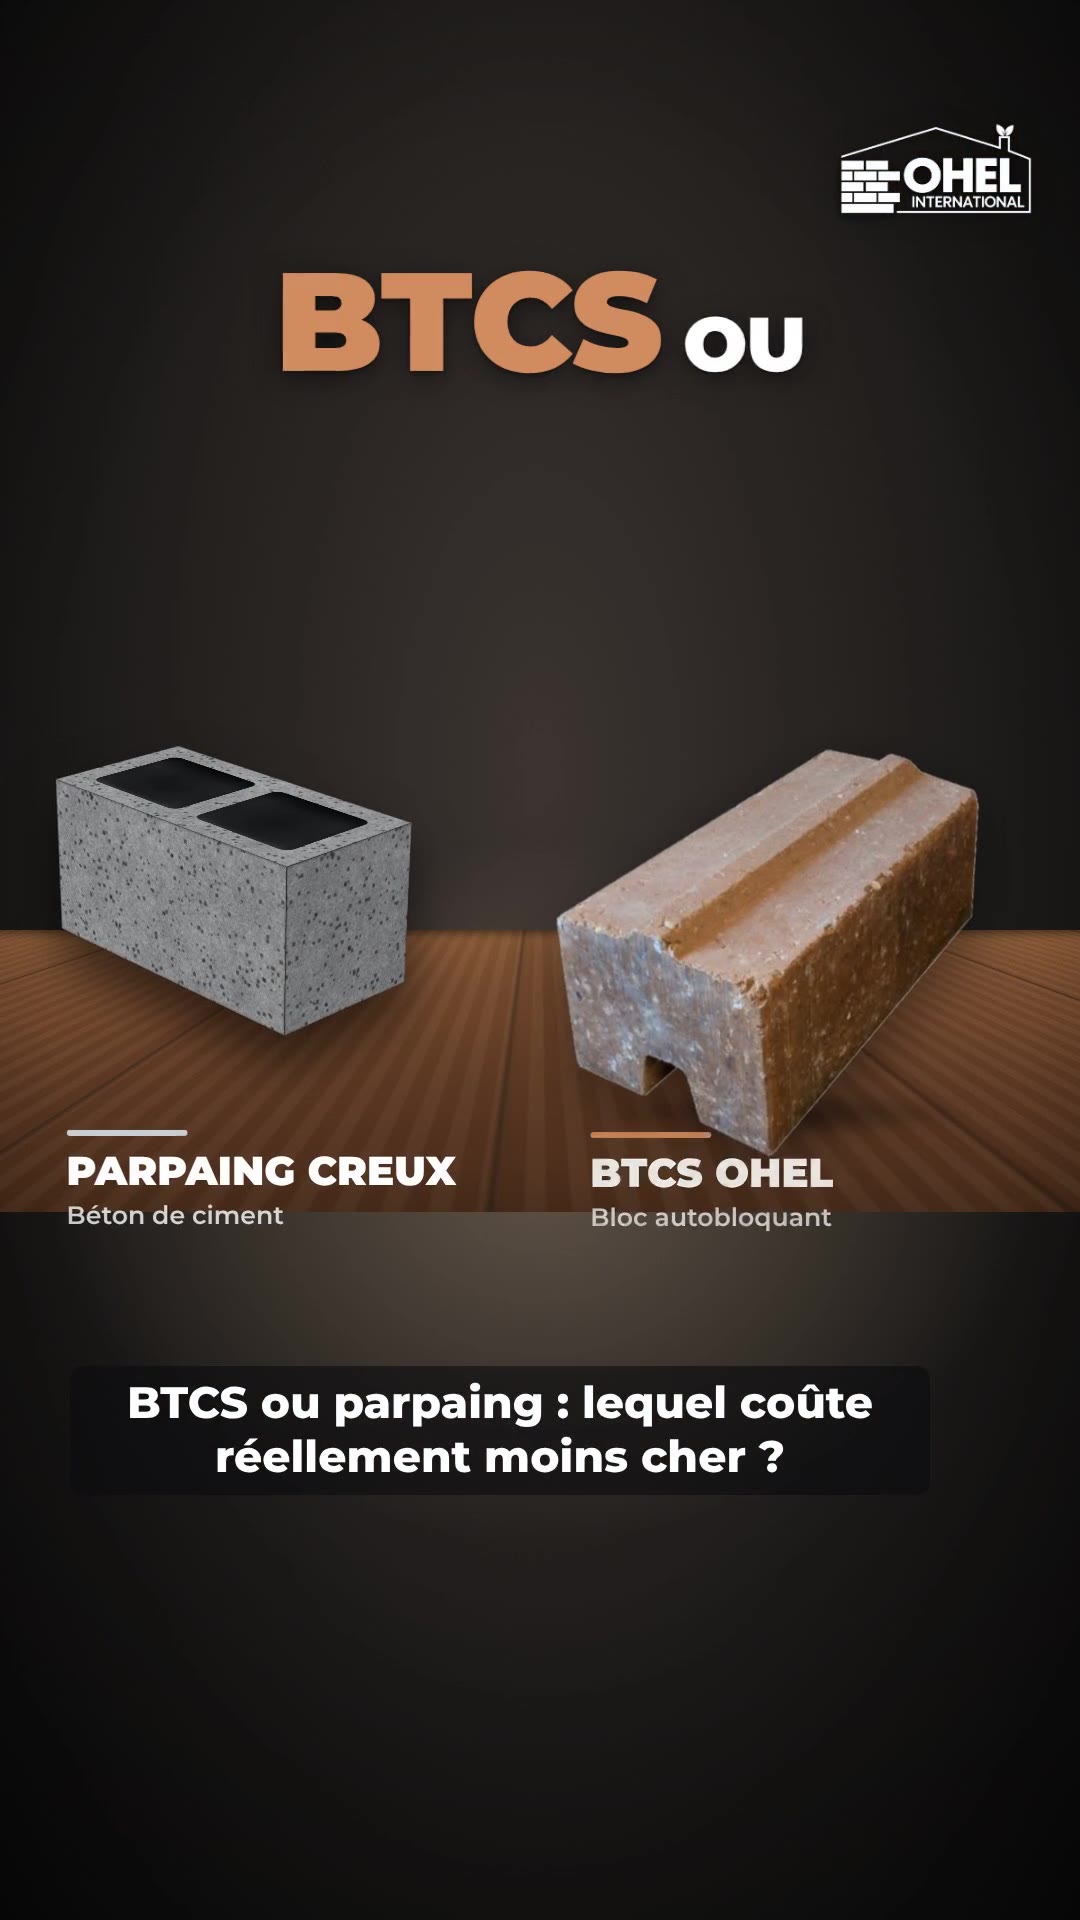 OHEL
INTERNATIONAL
BTCS OU
PARPAING CREUX
Béton de ciment
BTCS OHEL
Bloc autobloquant
BTCS ou parpaing : lequel coûte
réellement moins cher ?